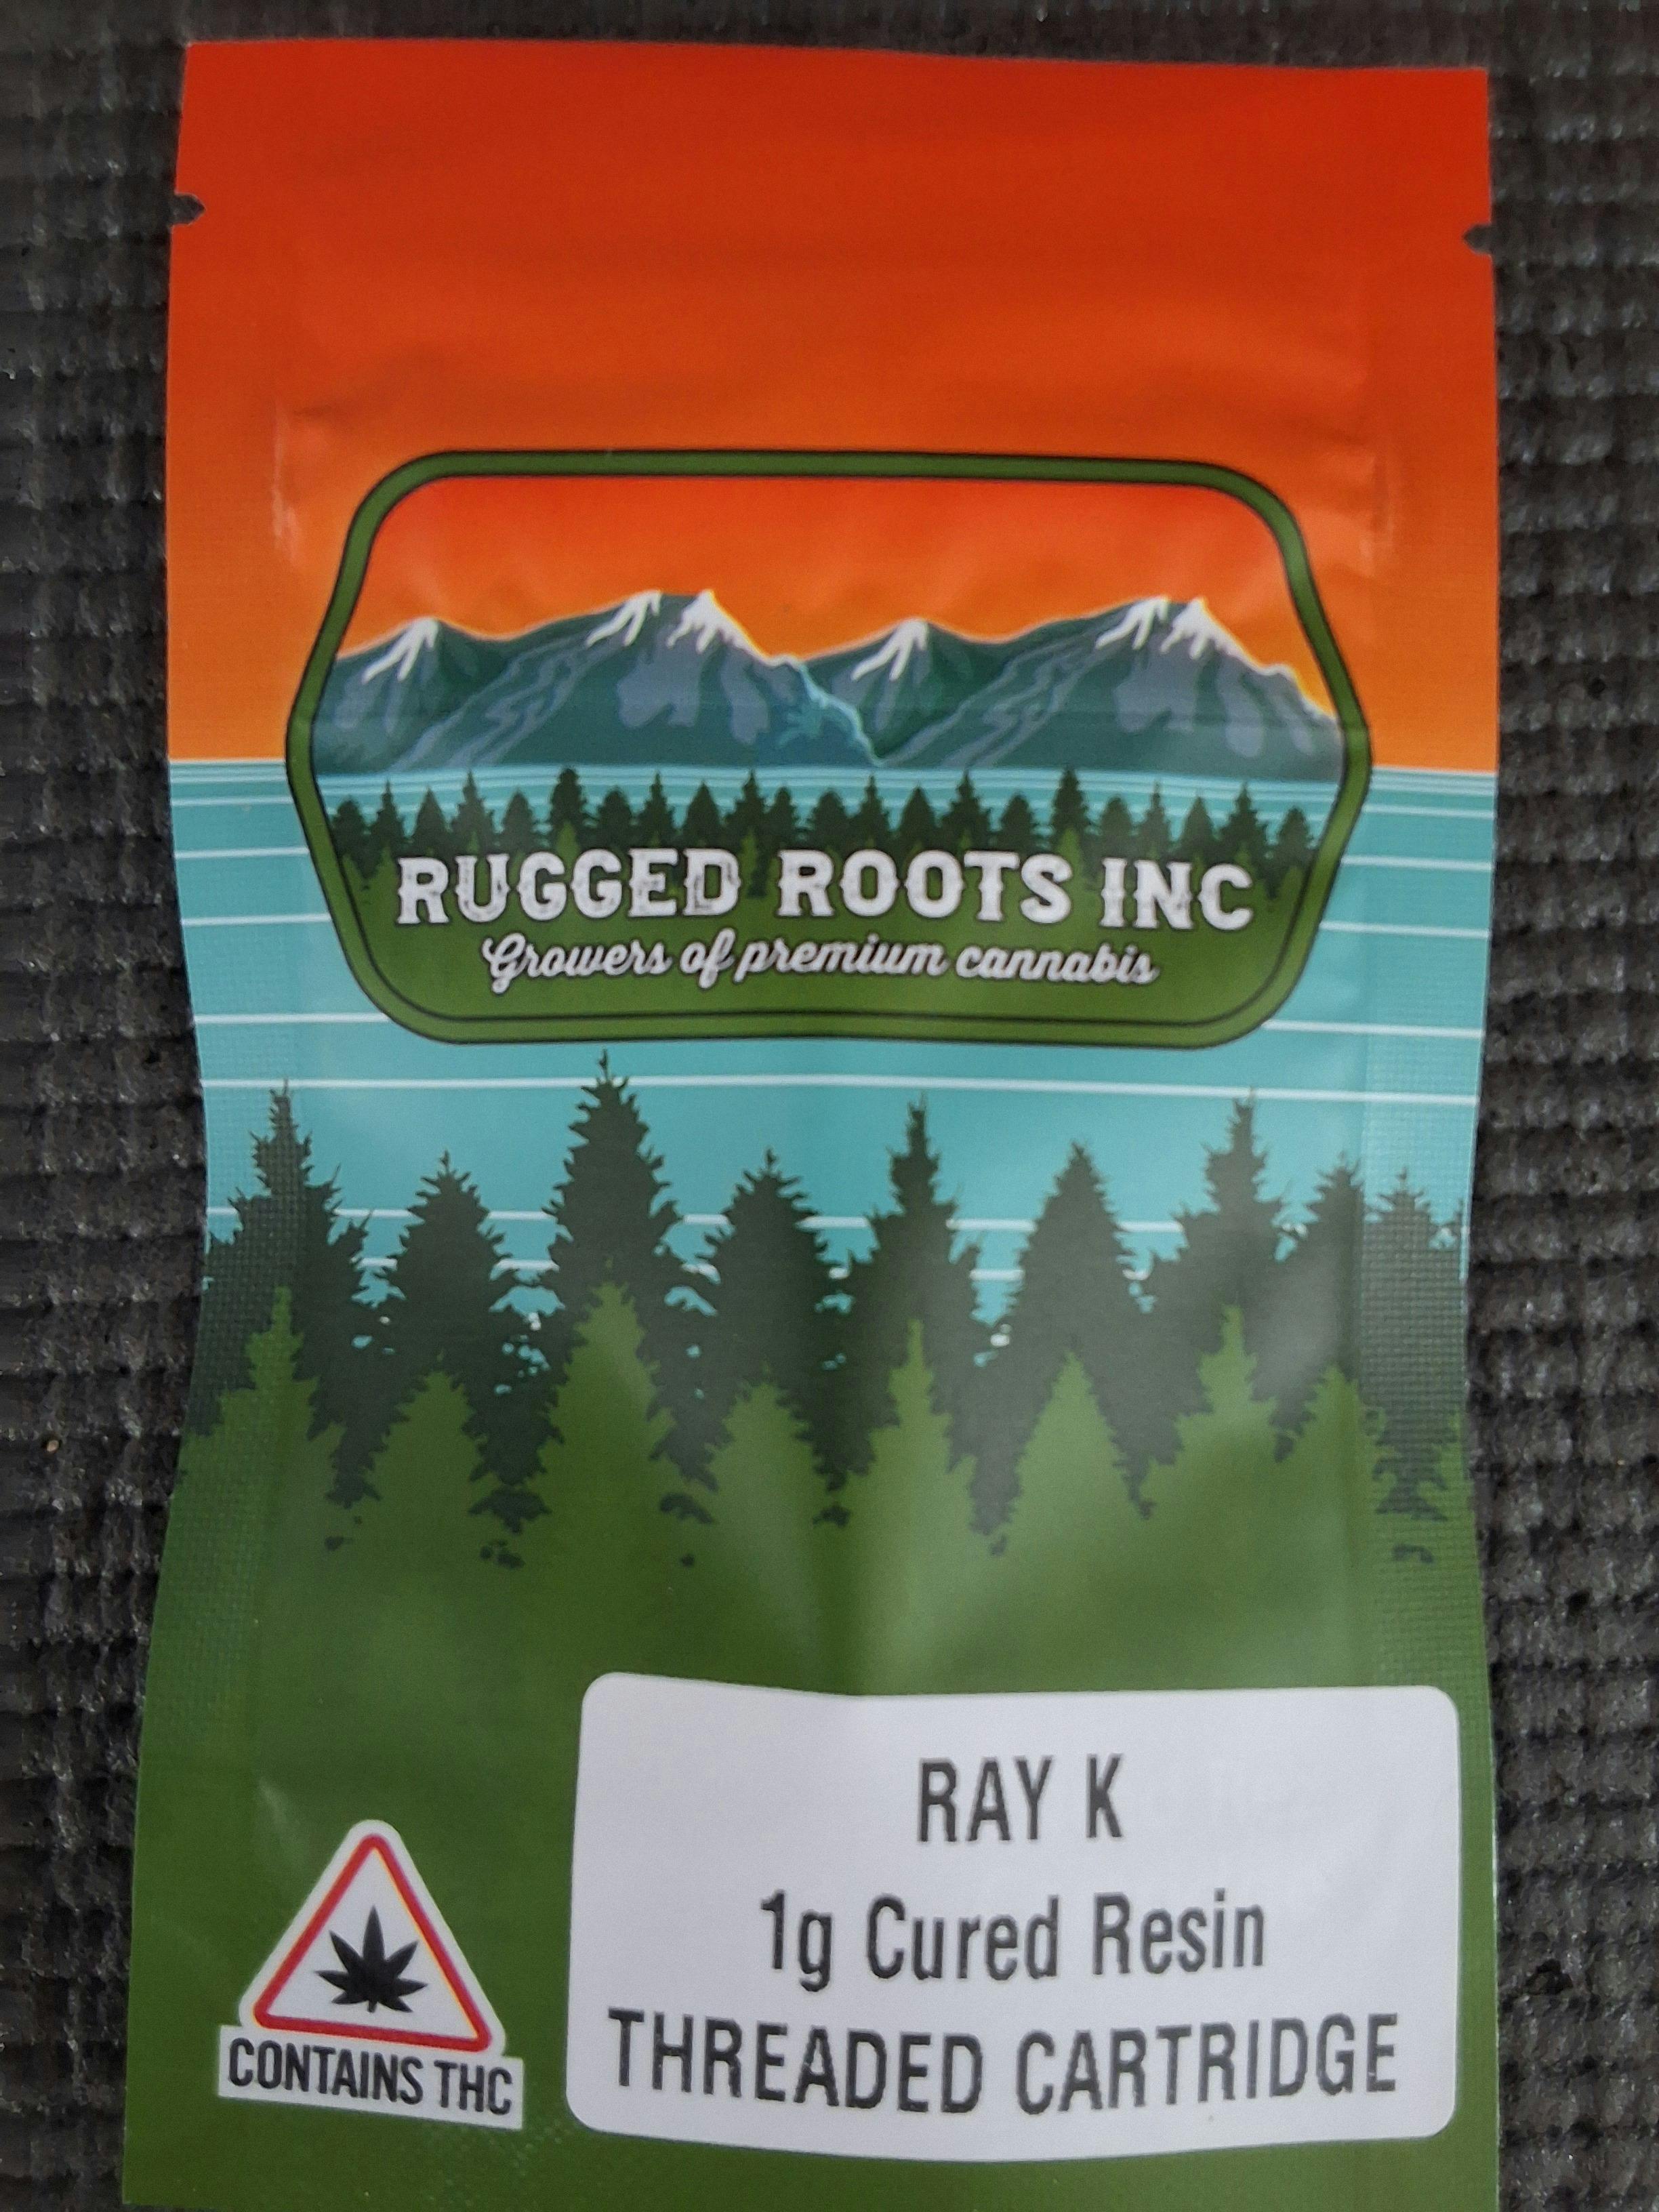 RUGGED ROOTS INC
Growers of premium cannabis
RAY K
1g Cured Resin
THREADED CARTRIDGE
CONTAINS THC